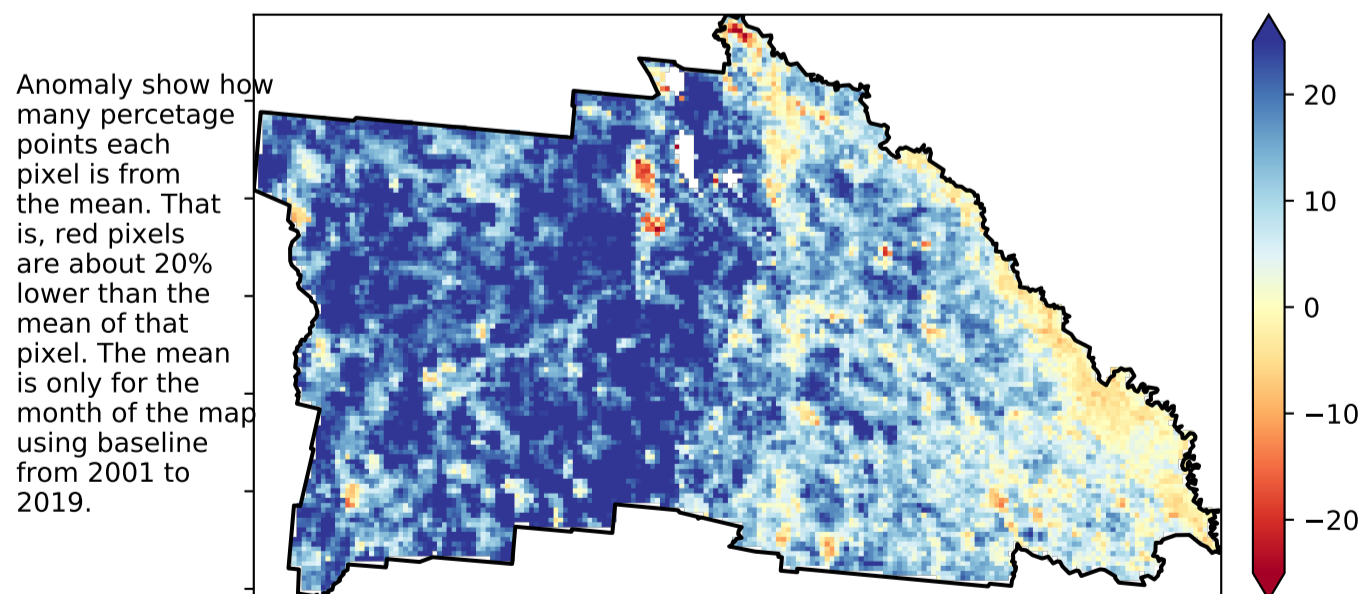 Anomaly show how
many percetage
points each
pixel is from
the mean. That
is, red pixels
are about 20%
lower than the
mean of that
pixel. The mean
is only for the
month of the map
using baseline
from 2001 to
2019.
20
10
0
−10
−20